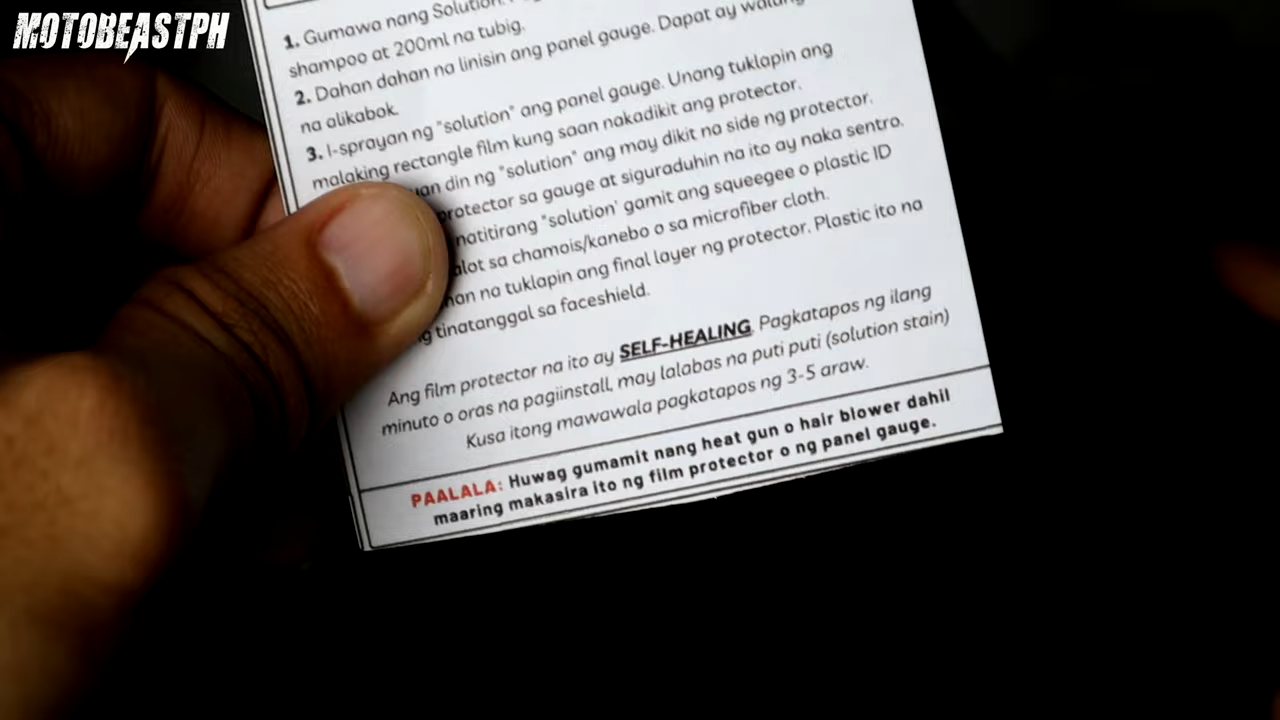 MOTOBEASTPH
1. Gumawa nang Solution.
shampoo at 200ml na tubig.
2. Dahan dahan na linisin ang panel gauge. Dapat ay walang
na alikabok.
3. I-sprayan ng "solution" ang panel gauge. Unang tuklapin ang
malaking rectangle film kung saan nakadikit ang protector.
din ng "solution" ang may dikit na side ng protector.
protector sa gauge at siguraduhin na ito ay naka sentro.
natitirang "solution' gamit ang squeegee o plastic ID
sa chamois/kanebo o sa microfiber cloth.
na tuklapin ang final layer ng protector. Plastic ito na
tinatanggal sa faceshield.
Ang film protector na ito ay SELF-HEALING. Pagkatapos ng ilang
minuto o oras na pagiinstall, may lalabas na puti puti (solution stain)
Kusa itong mawawala pagkatapos ng 3-5 araw.
PAALALA: Huwag gumamit nang heat gun o hair blower dahil
maaring makasira ito ng film protector o ng panel gauge.